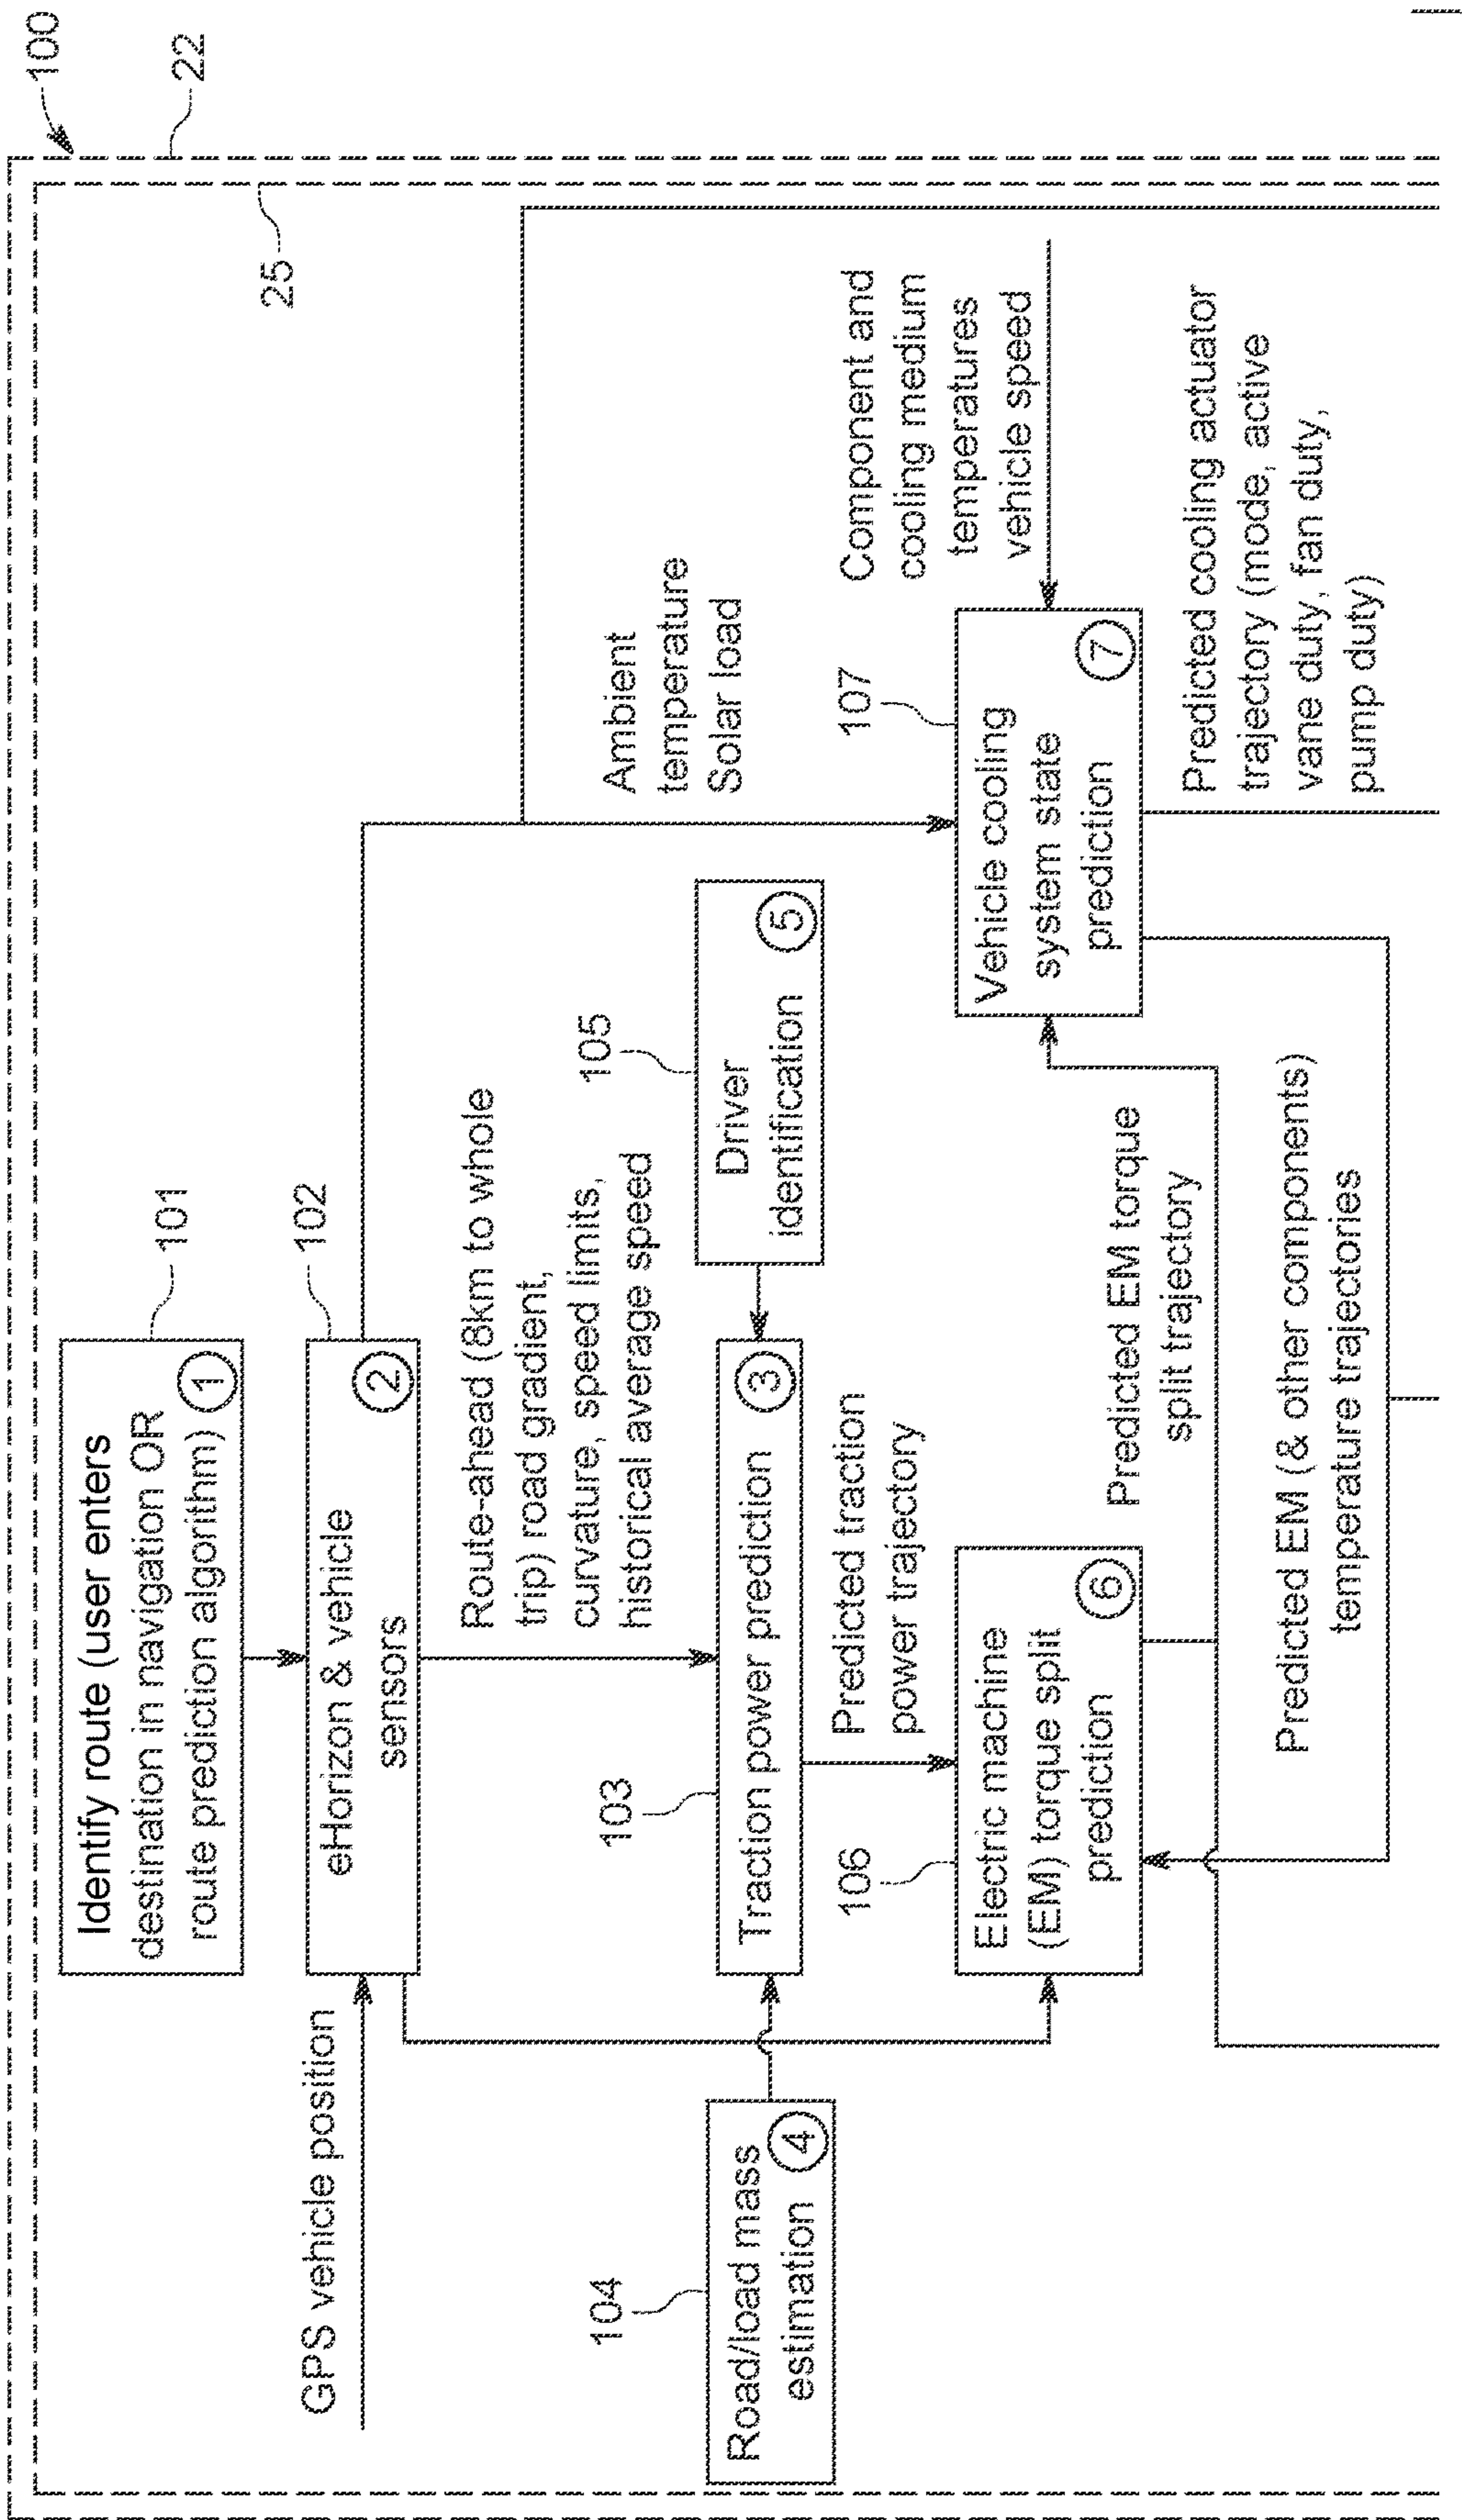 100
22
25
101
Identify route (user enters
destination in navigation OR
route prediction algorithm)
1
GPS vehicle position
102
eHorizon & vehicle
sensors
2
Route-ahead (8km to whole
trip) road gradient,
curvature, speed limits,
historical average speed
Ambient
temperature
Solar load
104
Road/load mass
estimation
4
103
Traction power prediction
3
105
Driver
identification
5
Predicted traction
power trajectory
106
Electric machine
(EM) torque split
prediction
6
107
Vehicle cooling
system state
prediction
7
Component and
cooling medium
temperatures
vehicle speed
Predicted EM torque
split trajectory
Predicted cooling actuator
trajectory (mode, active
vane duty, fan duty,
pump duty)
Predicted EM (& other components)
temperature trajectories